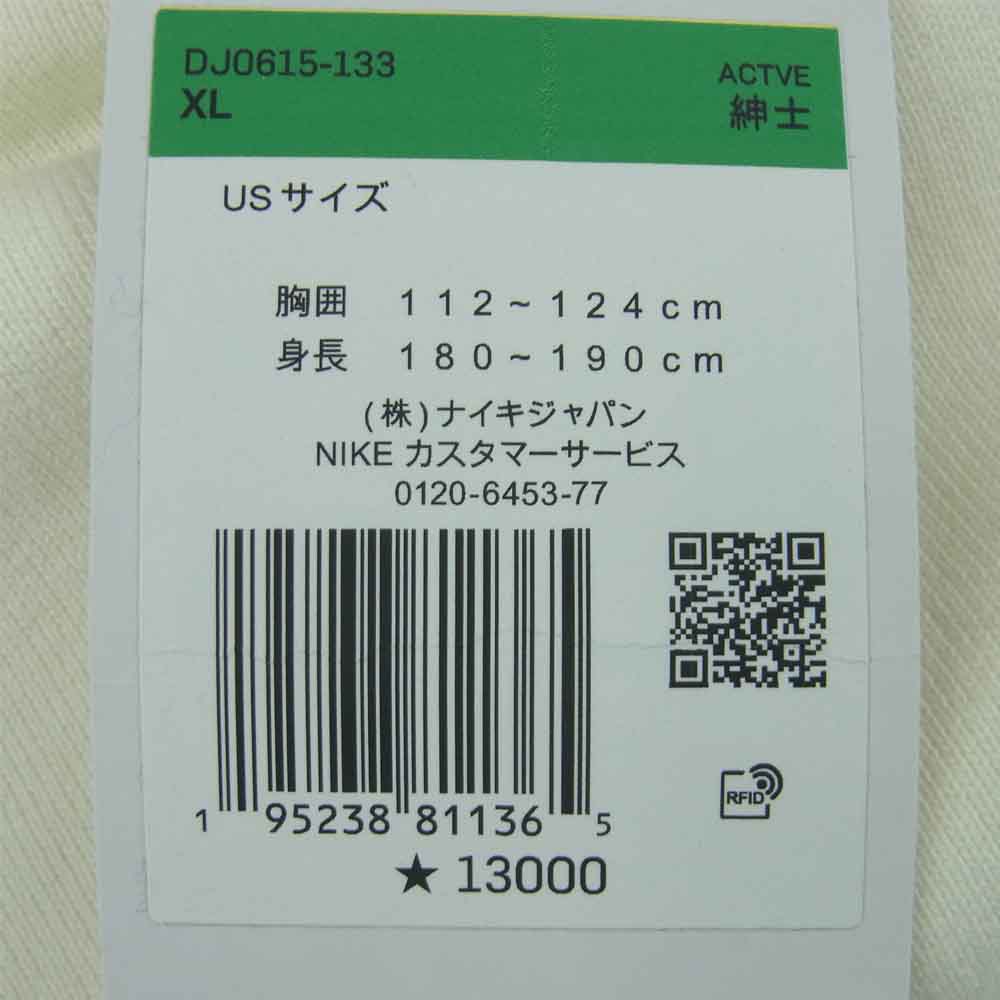 DJ0615-133
XL
ACTVE
紳士
US サイズ
胸囲 112~124cm
身長 180~190cm
(株)ナイキジャパン
NIKE カスタマーサービス
0120-6453-77
1 95238 81136 5
★ 13000
RFID